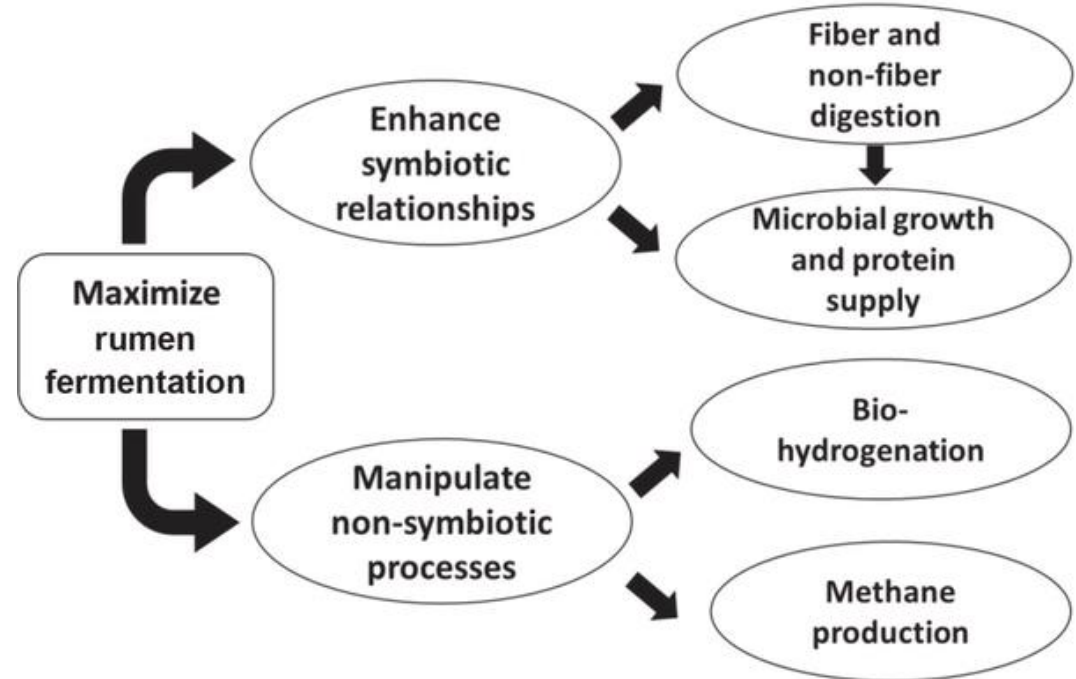 Maximize
rumen
fermentation
Enhance
symbiotic
relationships
Fiber and
non-fiber
digestion
Microbial growth
and protein
supply
Manipulate
non-symbiotic
processes
Bio-
hydrogenation
Methane
production